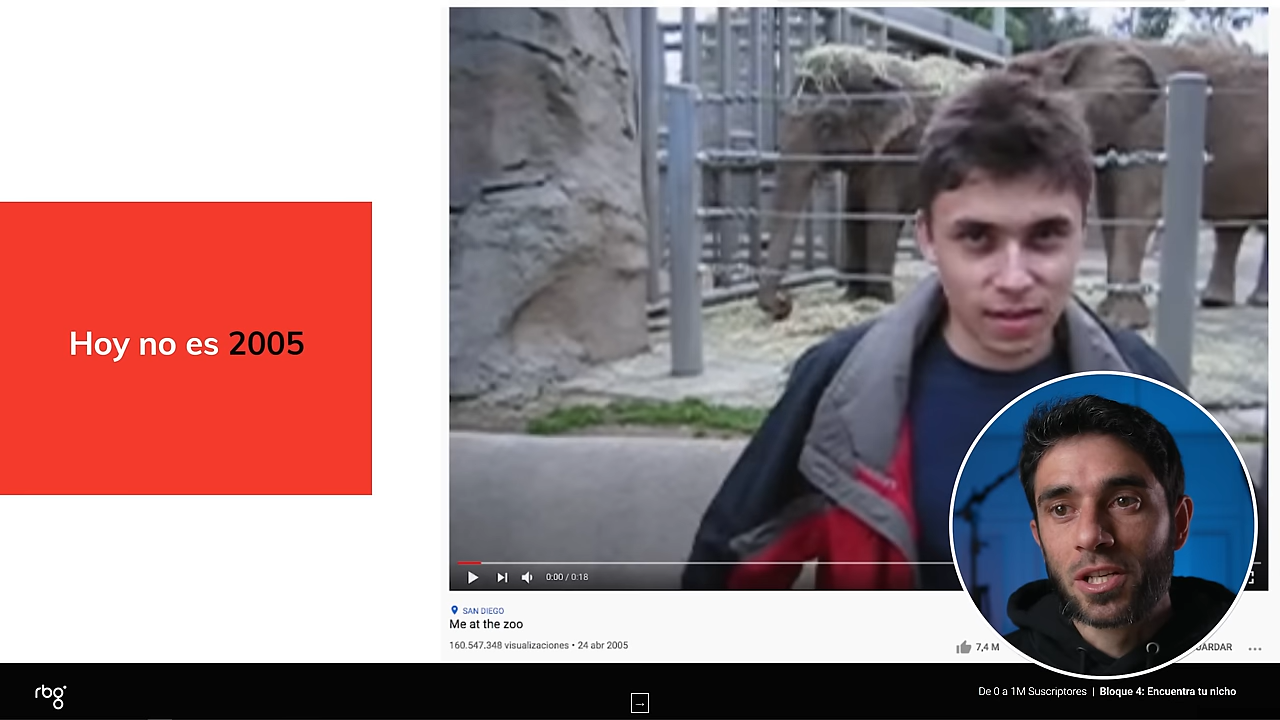 Hoy no es 2005
0:00 / 0:18
SAN DIEGO
Me at the zoo
160.547.348 visualizaciones • 24 abr 2005
7,4 M
ARDAR
rbg
→
De 0 a 1M Suscriptores | Bloque 4: Encuentra tu nicho